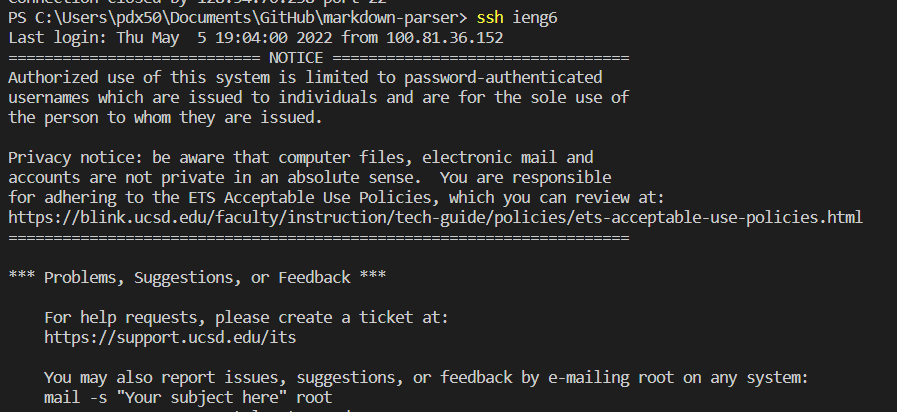 PS C:\Users\pdx50\Documents\GitHub\markdown-parser> ssh ieng6
Last login: Thu May  5 19:04:00 2022 from 100.81.36.152
============================ NOTICE =================================
Authorized use of this system is limited to password-authenticated
usernames which are issued to individuals and are for the sole use of
the person to whom they are issued.

Privacy notice: be aware that computer files, electronic mail and
accounts are not private in an absolute sense.  You are responsible
for adhering to the ETS Acceptable Use Policies, which you can review at:
https://blink.ucsd.edu/faculty/instruction/tech-guide/policies/ets-acceptable-use-policies.html
=====================================================================

*** Problems, Suggestions, or Feedback ***

    For help requests, please create a ticket at:
    https://support.ucsd.edu/its

    You may also report issues, suggestions, or feedback by e-mailing root on any system:
    mail -s "Your subject here" root